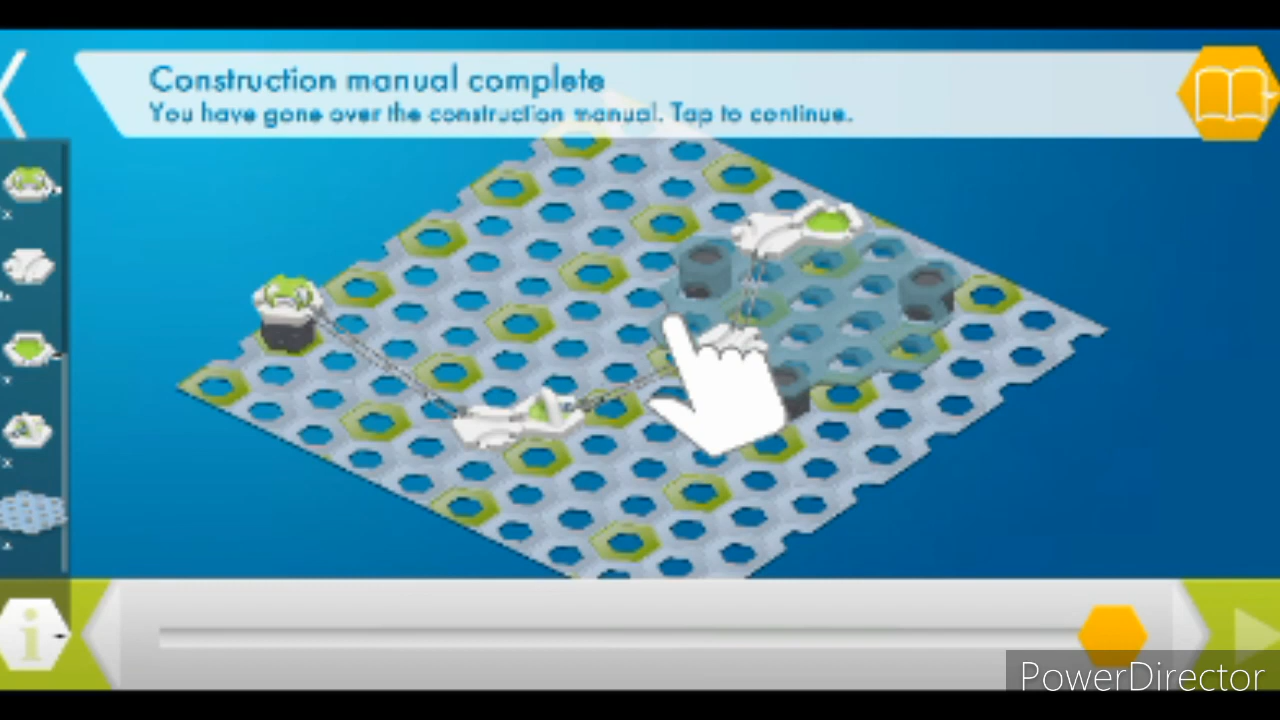 Construction manual complete
You have gone over the construction manual. Tap to continue.
i
PowerDirector